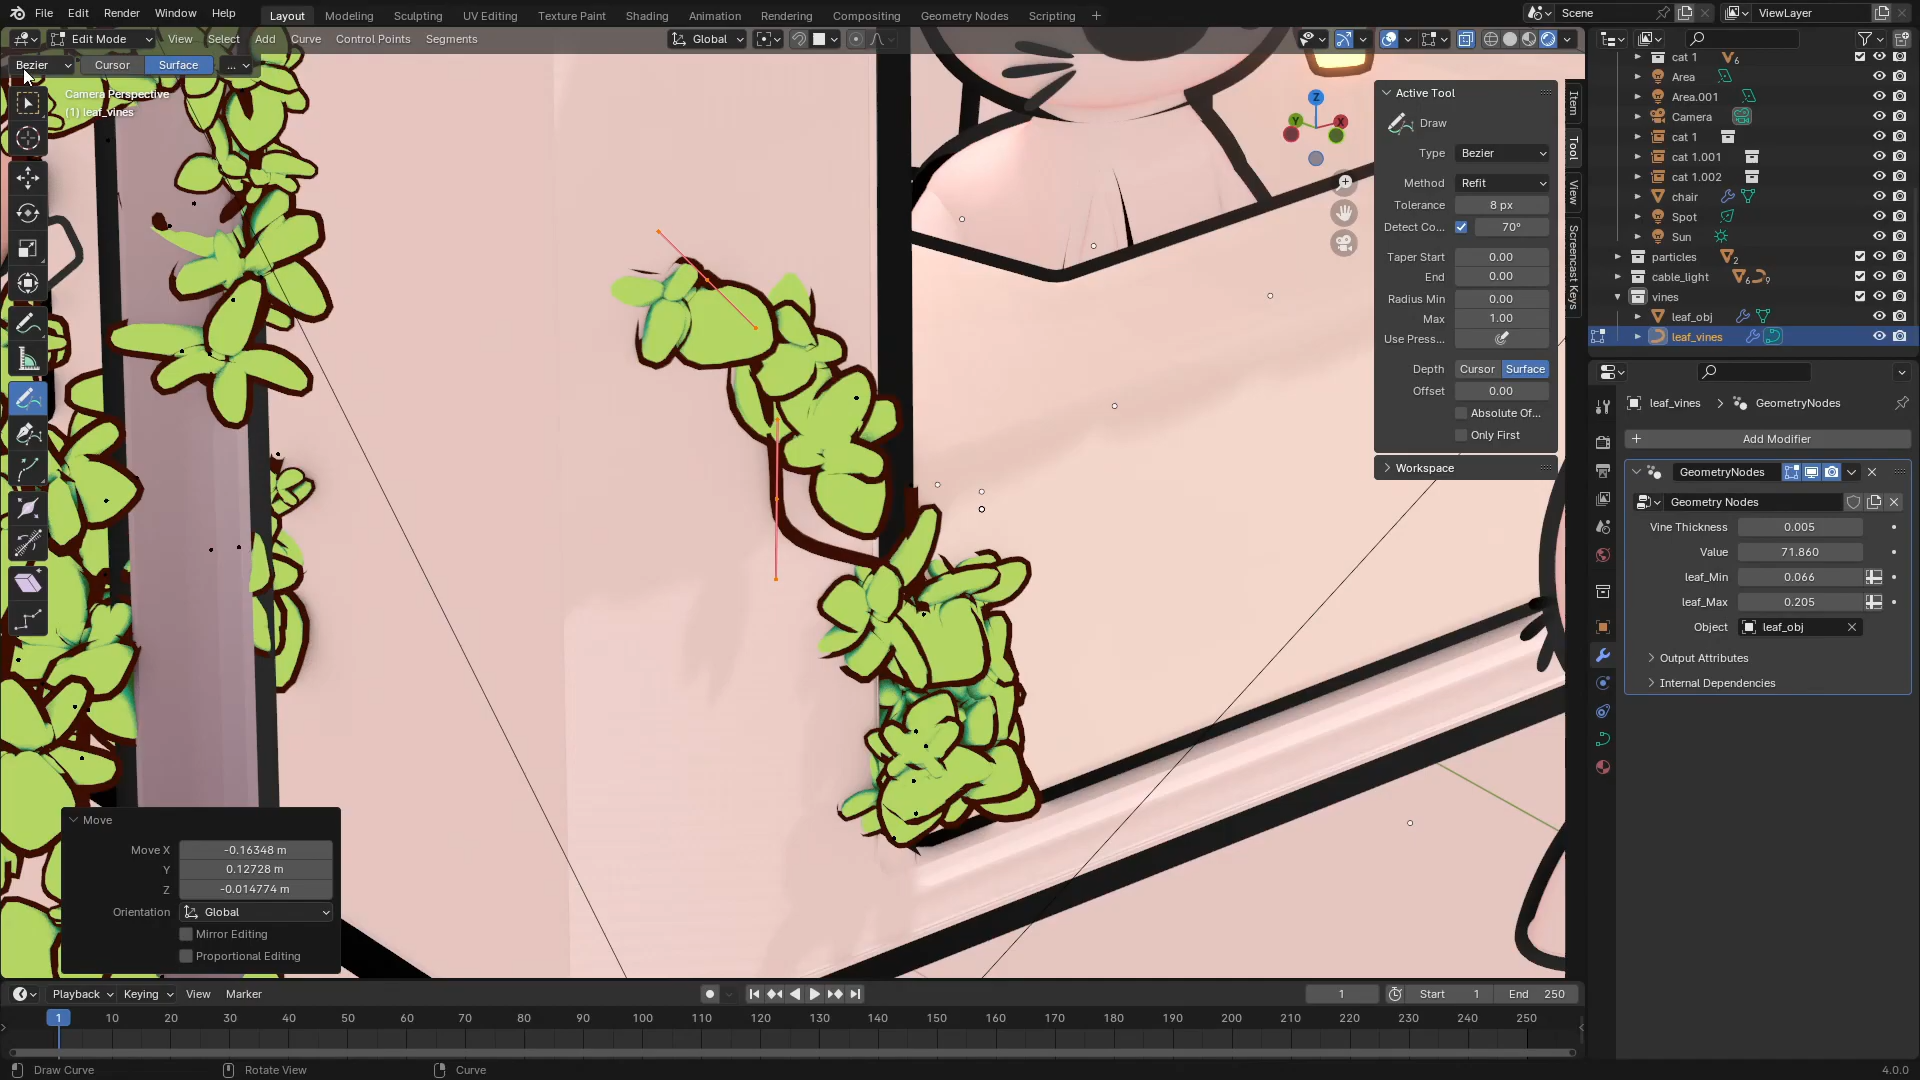 File Edit Render Window Help Layout Modeling Sculpting UV Editing Texture Paint Shading Animation Rendering Compositing Geometry Nodes Scripting + Scene ViewLayer
Edit Mode View Select Add Curve Control Points Segments Global
Bezier Cursor Surface ...
Camera Perspective
(1) leaf_vines
Z
Y
X
Active Tool
Draw
Type Bezier
Method Refit
Tolerance 8 px
Detect Co... 70°
Taper Start 0.00
End 0.00
Radius Min 0.00
Max 1.00
Use Press...
Depth Cursor Surface
Offset 0.00
Absolute Of...
Only First
Workspace
Item
Tool
View
Screencast Keys
cat 1 6
Area
Area.001
Camera
cat 1
cat 1.001
cat 1.002
chair
Spot
Sun
particles 2
cable_light 6 9
vines
leaf_obj
leaf_vines
leaf_vines > GeometryNodes
+ Add Modifier
GeometryNodes
Geometry Nodes
Vine Thickness 0.005
Value 71.860
leaf_Min 0.066
leaf_Max 0.205
Object leaf_obj
Output Attributes
Internal Dependencies
Move
Move X -0.16348 m
Y 0.12728 m
Z -0.014774 m
Orientation Global
Mirror Editing
Proportional Editing
Playback Keying View Marker 1 Start 1 End 250
1 10 20 30 40 50 60 70 80 90 100 110 120 130 140 150 160 170 180 190 200 210 220 230 240 250
Draw Curve Rotate View Curve 4.0.0